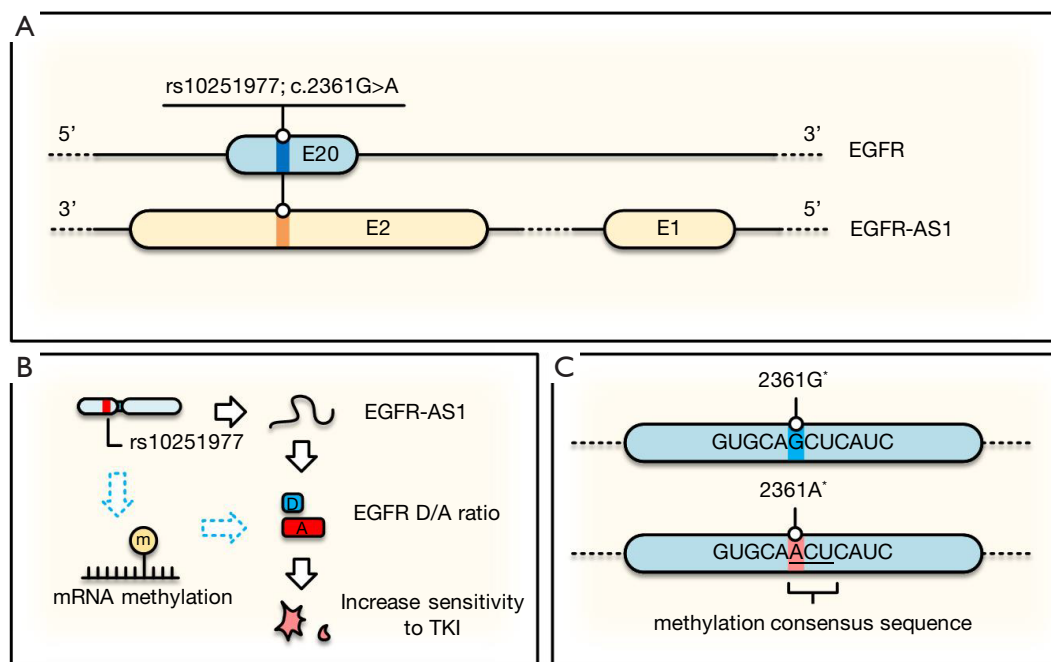 A
rs10251977; c.2361G>A
5’
3’
E20
EGFR
3’
5’
E2
E1
EGFR-AS1
B
rs10251977
EGFR-AS1
D
A
EGFR D/A ratio
m
mRNA methylation
Increase sensitivity
to TKI
C
2361G*
GUGCAGCUCAUC
2361A*
GUGCAACUCAUC
methylation consensus sequence